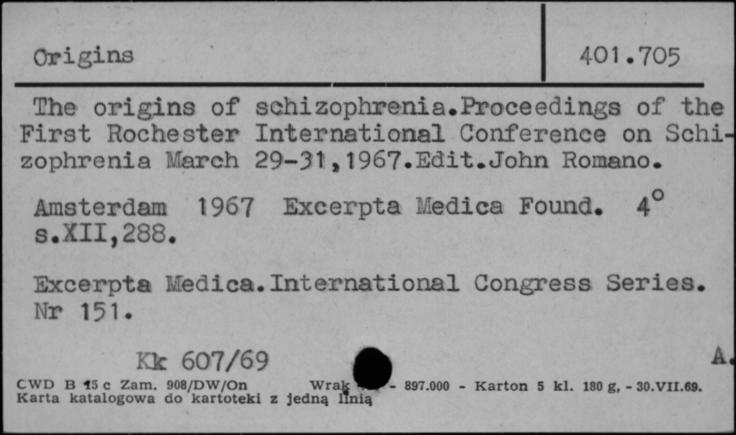 Origins 401.705
The origins of schizophrenia.Proceedings of the
First Rochester International Conference on Schi-
zophrenia March 29-31,1967.Edit.John Romano.
Amsterdam 1967 Excerpta Medica Found. 4°
s.XII,288.
Excerpta Medica.International Congress Series.
Nr 151.
Kk 607/69 A.
CWD B 15 c Zam. 908/DW/On - 897.000 - Karton 5 kl. 180 g. - 30.VII.69.
Karta katalogowa do kartoteki z jedną linią